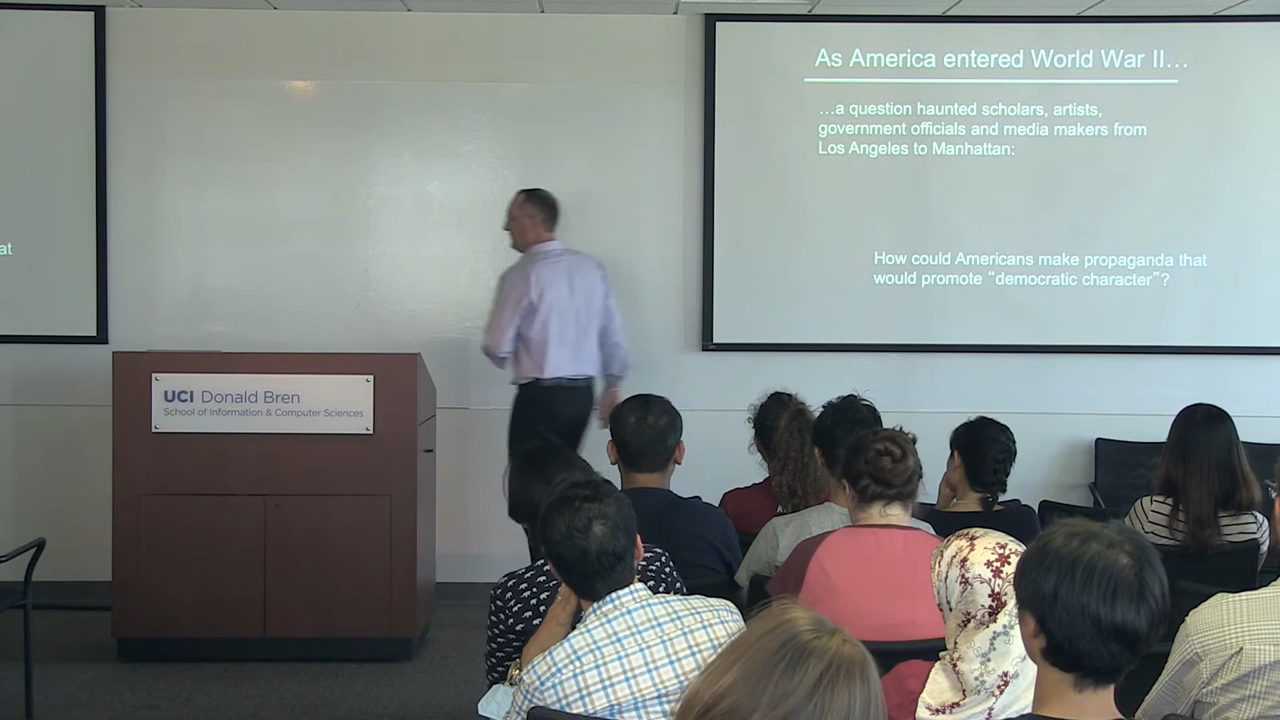 at
UCI Donald Bren
School of Information & Computer Sciences
As America entered World War II…
…a question haunted scholars, artists,
government officials and media makers from
Los Angeles to Manhattan:
How could Americans make propaganda that
would promote “democratic character”?